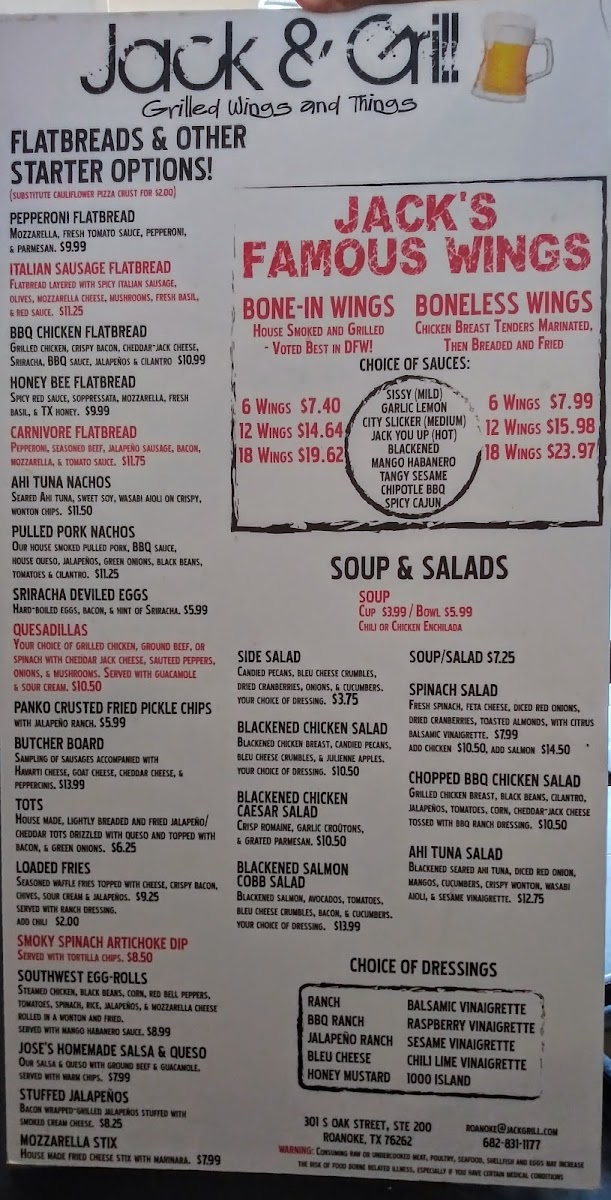 Jack & Grill
Grilled Wings and Things
FLATBREADS & OTHER
STARTER OPTIONS!
(SUBSTITUTE CAULIFLOWER PIZZA CRUST FOR $2.00)
PEPPERONI FLATBREAD
MOZZARELLA, FRESH TOMATO SAUCE, PEPPERONI,
& PARMESAN. $9.99
ITALIAN SAUSAGE FLATBREAD
FLATBREAD LAYERED WITH SPICY ITALIAN SAUSAGE,
OLIVES, MOZZARELLA CHEESE, MUSHROOMS, FRESH BASIL,
& RED SAUCE. $11.25
BBQ CHICKEN FLATBREAD
GRILLED CHICKEN, CRISPY BACON, CHEDDAR-JACK CHEESE,
SRIRACHA, BBQ SAUCE, JALAPEÑOS & CILANTRO $10.99
HONEY BEE FLATBREAD
SPICY RED SAUCE, SOPPRESSATA, MOZZARELLA, FRESH
BASIL, & TX HONEY. $9.99
CARNIVORE FLATBREAD
PEPPERONI, SEASONED BEEF, JALAPEÑO SAUSAGE, BACON,
MOZZARELLA, & TOMATO SAUCE. $11.75
AHI TUNA NACHOS
SEARED AHI TUNA, SWEET SOY, WASABI AIOLI ON CRISPY,
WONTON CHIPS. $11.50
PULLED PORK NACHOS
OUR HOUSE SMOKED PULLED PORK, BBQ SAUCE,
HOUSE QUESO, JALAPEÑOS, GREEN ONIONS, BLACK BEANS,
TOMATOES & CILANTRO. $11.25
SRIRACHA DEVILED EGGS
HARD-BOILED EGGS, BACON, & HINT OF SRIRACHA. $5.99
QUESADILLAS
YOUR CHOICE OF GRILLED CHICKEN, GROUND BEEF, OR
SPINACH WITH CHEDDAR JACK CHEESE, SAUTEED PEPPERS,
ONIONS, & MUSHROOMS. SERVED WITH GUACAMOLE
& SOUR CREAM. $10.50
PANKO CRUSTED FRIED PICKLE CHIPS
WITH JALAPEÑO RANCH. $5.99
BUTCHER BOARD
SAMPLING OF SAUSAGES ACCOMPANIED WITH
HAVARTI CHEESE, GOAT CHEESE, CHEDDAR CHEESE, &
PEPPERCINIS. $13.99
TOTS
HOUSE MADE, LIGHTLY BREADED AND FRIED JALAPEÑO/
CHEDDAR TOTS DRIZZLED WITH QUESO AND TOPPED WITH
BACON, & GREEN ONIONS. $6.25
LOADED FRIES
SEASONED WAFFLE FRIES TOPPED WITH CHEESE, CRISPY BACON,
CHIVES, SOUR CREAM & JALAPEÑOS. $9.25
SERVED WITH RANCH DRESSING.
ADD CHILI $2.00
SMOKY SPINACH ARTICHOKE DIP
SERVED WITH TORTILLA CHIPS. $8.50
SOUTHWEST EGG-ROLLS
STEAMED CHICKEN, BLACK BEANS, CORN, RED BELL PEPPERS,
TOMATOES, SPINACH, RICE, JALAPEÑOS, & MOZZARELLA CHEESE
ROLLED IN A WONTON AND FRIED.
SERVED WITH MANGO HABANERO SAUCE. $8.99
JOSE'S HOMEMADE SALSA & QUESO
OUR SALSA & QUESO WITH GROUND BEEF & GUACAMOLE.
SERVED WITH WARM CHIPS. $7.99
STUFFED JALAPEÑOS
BACON WRAPPED-GRILLED JALAPEÑOS STUFFED WITH
SMOKED CREAM CHEESE. $8.25
MOZZARELLA STIX
HOUSE MADE FRIED CHEESE STIX WITH MARINARA. $7.99
JACK'S
FAMOUS WINGS
BONE-IN WINGS
HOUSE SMOKED AND GRILLED
- VOTED BEST IN DFW!
BONELESS WINGS
CHICKEN BREAST TENDERS MARINATED,
THEN BREADED AND FRIED
CHOICE OF SAUCES:
6 WINGS $7.40
12 WINGS $14.64
18 WINGS $19.62
SISSY (MILD)
GARLIC LEMON
CITY SLICKER (MEDIUM)
JACK YOU UP (HOT)
BLACKENED
MANGO HABANERO
TANGY SESAME
CHIPOTLE BBQ
SPICY CAJUN
6 WINGS $7.99
12 WINGS $15.98
18 WINGS $23.97
SOUP & SALADS
SOUP
CUP $3.99 / BOWL $5.99
CHILI OR CHICKEN ENCHILADA
SIDE SALAD
CANDIED PECANS, BLEU CHEESE CRUMBLES,
DRIED CRANBERRIES, ONIONS, & CUCUMBERS.
YOUR CHOICE OF DRESSING. $3.75
BLACKENED CHICKEN SALAD
BLACKENED CHICKEN BREAST, CANDIED PECANS,
BLEU CHEESE CRUMBLES, & JULIENNE APPLES.
YOUR CHOICE OF DRESSING. $10.50
BLACKENED CHICKEN
CAESAR SALAD
CRISP ROMAINE, GARLIC CROÛTONS,
& GRATED PARMESAN. $10.50
BLACKENED SALMON
COBB SALAD
BLACKENED SALMON, AVOCADOS, TOMATOES,
BLEU CHEESE CRUMBLES, BACON, & CUCUMBERS.
YOUR CHOICE OF DRESSING. $13.99
SOUP/SALAD $7.25
SPINACH SALAD
FRESH SPINACH, FETA CHEESE, DICED RED ONIONS,
DRIED CRANBERRIES, TOASTED ALMONDS, WITH CITRUS
BALSAMIC VINAIGRETTE. $7.99
ADD CHICKEN $10.50, ADD SALMON $14.50
CHOPPED BBQ CHICKEN SALAD
GRILLED CHICKEN BREAST, BLACK BEANS, CILANTRO,
JALAPEÑOS, TOMATOES, CORN, CHEDDAR-JACK CHEESE
TOSSED WITH BBQ RANCH DRESSING. $10.50
AHI TUNA SALAD
BLACKENED SEARED AHI TUNA, DICED RED ONION,
MANGOS, CUCUMBERS, CRISPY WONTON, WASABI
AIOLI, & SESAME VINAIGRETTE. $12.75
CHOICE OF DRESSINGS
RANCH
BBQ RANCH
JALAPEÑO RANCH
BLEU CHEESE
HONEY MUSTARD
BALSAMIC VINAIGRETTE
RASPBERRY VINAIGRETTE
SESAME VINAIGRETTE
CHILI LIME VINAIGRETTE
1000 ISLAND
301 S OAK STREET, STE 200
ROANOKE, TX 76262
ROANOKE@JACKGRILL.COM
682-831-1177
WARNING: CONSUMING RAW OR UNDERCOOKED MEAT, POULTRY, SEAFOOD, SHELLFISH AND EGGS MAY INCREASE
THE RISK OF FOOD BORNE RELATED ILLNESS, ESPECIALLY IF YOU HAVE CERTAIN MEDICAL CONDITIONS